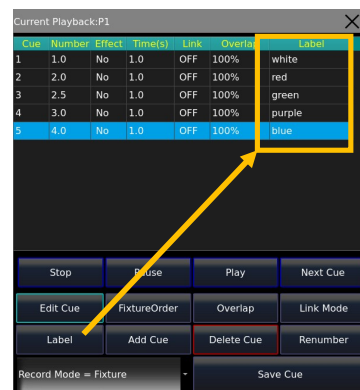 Current Playback:P1
Cue Number Effect Time(s) Link Overlap Label
1 1.0 No 1.0 OFF 100% white
2 2.0 No 1.0 OFF 100% red
3 2.5 No 1.0 OFF 100% green
4 3.0 No 1.0 OFF 100% purple
5 4.0 No 1.0 OFF 100% blue
Stop Pause Play Next Cue
Edit Cue FixtureOrder Overlap Link Mode
Label Add Cue Delete Cue Renumber
Record Mode = Fixture Save Cue